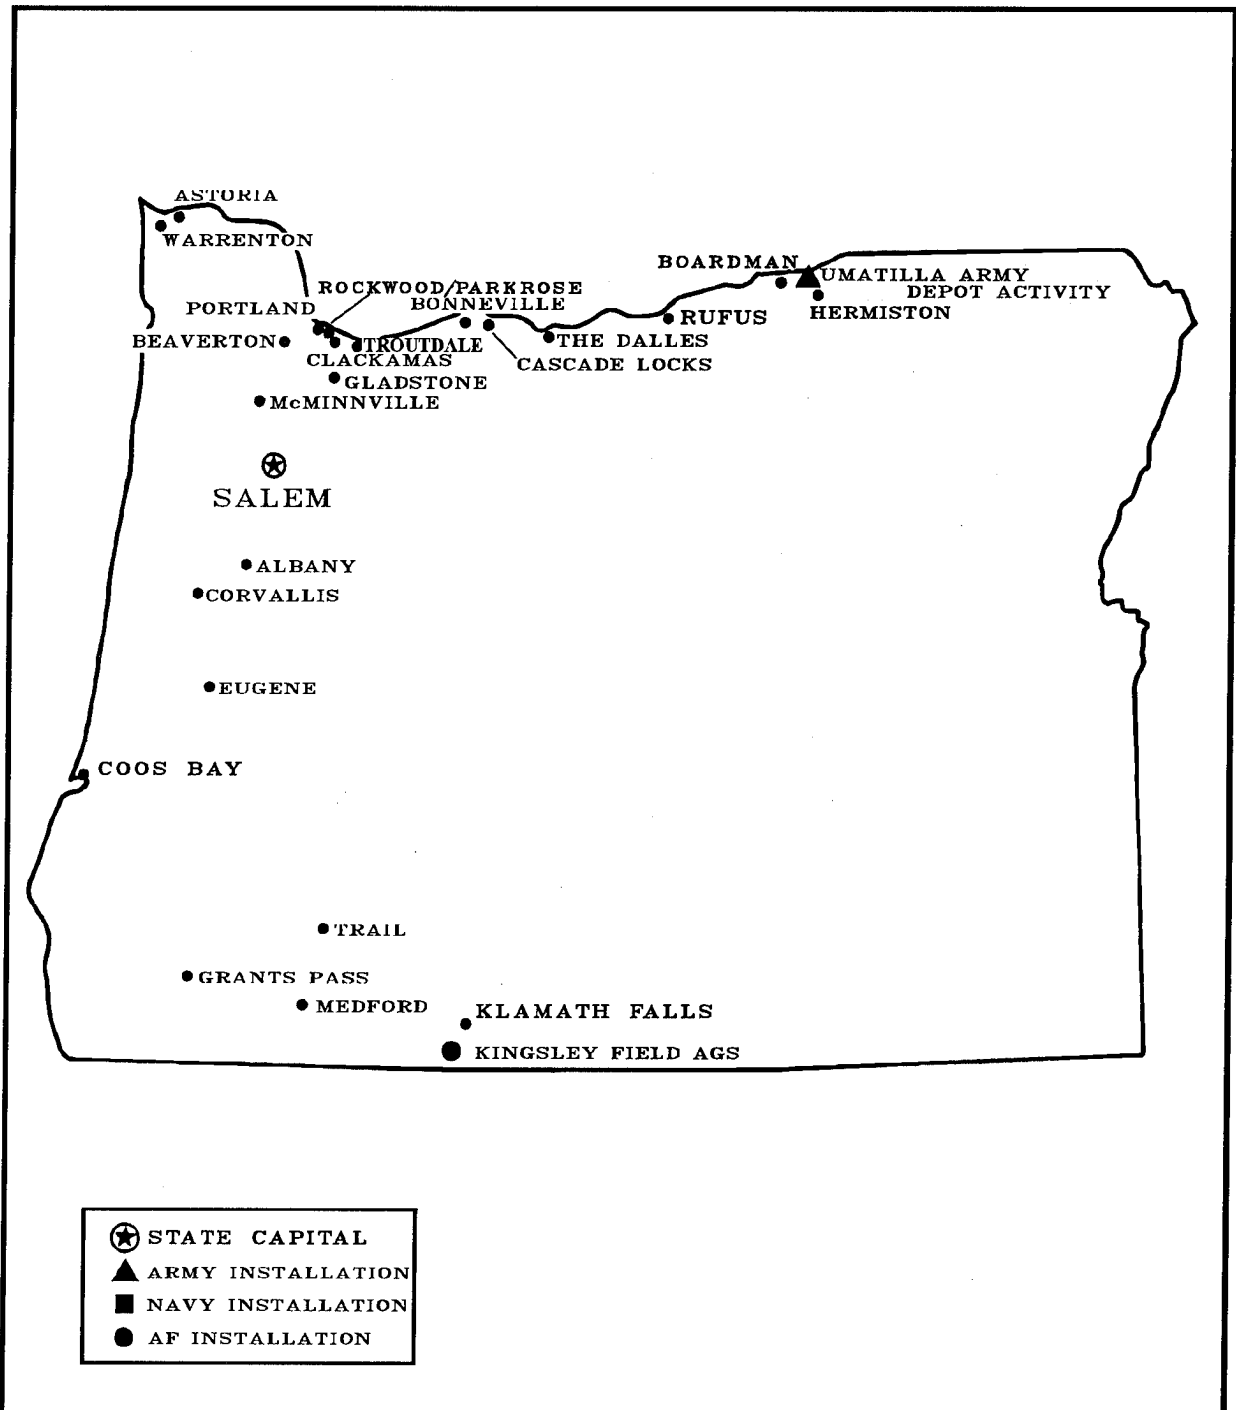 ASTORIA
WARRENTON
BOARDMAN
UMATILLA ARMY
DEPOT ACTIVITY
HERMISTON
ROCKWOOD/PARKROSE
BONNEVILLE
PORTLAND
RUFUS
BEAVERTON
TROUTDALE
THE DALLES
CLACKAMAS
CASCADE LOCKS
GLADSTONE
McMINNVILLE
SALEM
ALBANY
CORVALLIS
EUGENE
COOS BAY
TRAIL
GRANTS PASS
MEDFORD
KLAMATH FALLS
KINGSLEY FIELD AGS
STATE CAPITAL
ARMY INSTALLATION
NAVY INSTALLATION
AF INSTALLATION